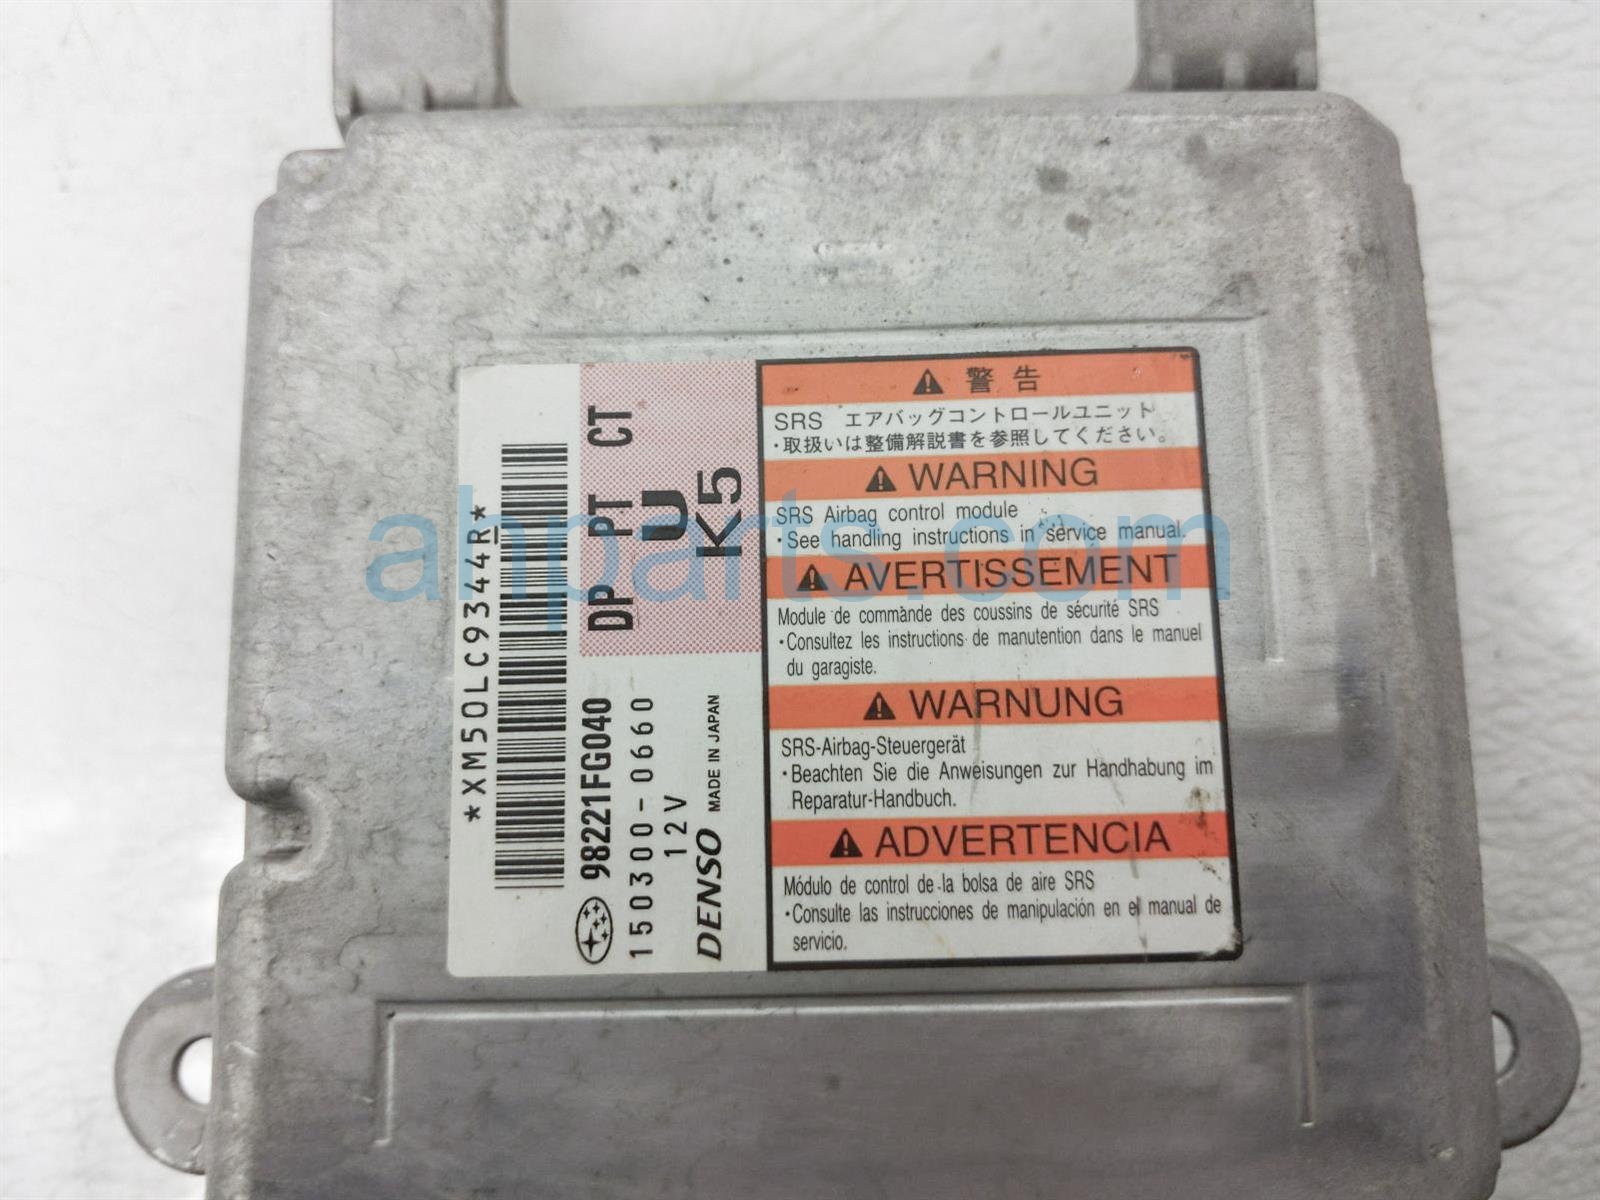 *XM50LC9344R*
DP PT CT
U
K5
98221FG040
150300-0660
12V
DENSO MADE IN JAPAN
警告
SRS エアバッグコントロールユニット
・取扱いは整備解説書を参照してください。
WARNING
SRS Airbag control module
・See handling instructions in service manual.
AVERTISSEMENT
Module de commànde des coussins de sécurité SRS
・Consultez les instructions de manutention dans le manuel
du garagiste.
WARNUNG
SRS-Airbag-Steuergerät
・Beachten Sie die Anweisungen zur Handhabung im
Reparatur-Handbuch.
ADVERTENCIA
Módulo de control de la bolsa de aire SRS
・Consulte las instrucciones de manipulación en el manual de
servicio.
ahparts.com